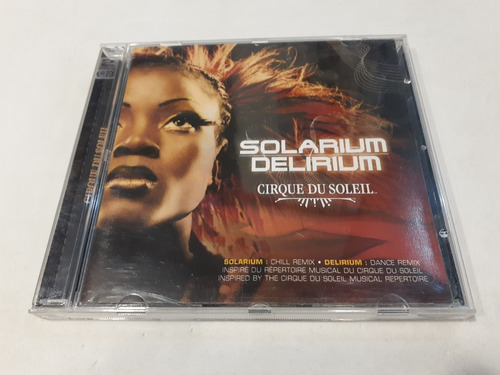 SOLARIUM
DELIRIUM
CIRQUE DU SOLEIL
SOLARIUM : CHILL REMIX • DELIRIUM : DANCE REMIX
INSPIRÉ DU RÉPERTOIRE MUSICAL DU CIRQUE DU SOLEIL
INSPIRED BY THE CIRQUE DU SOLEIL MUSICAL REPERTOIRE